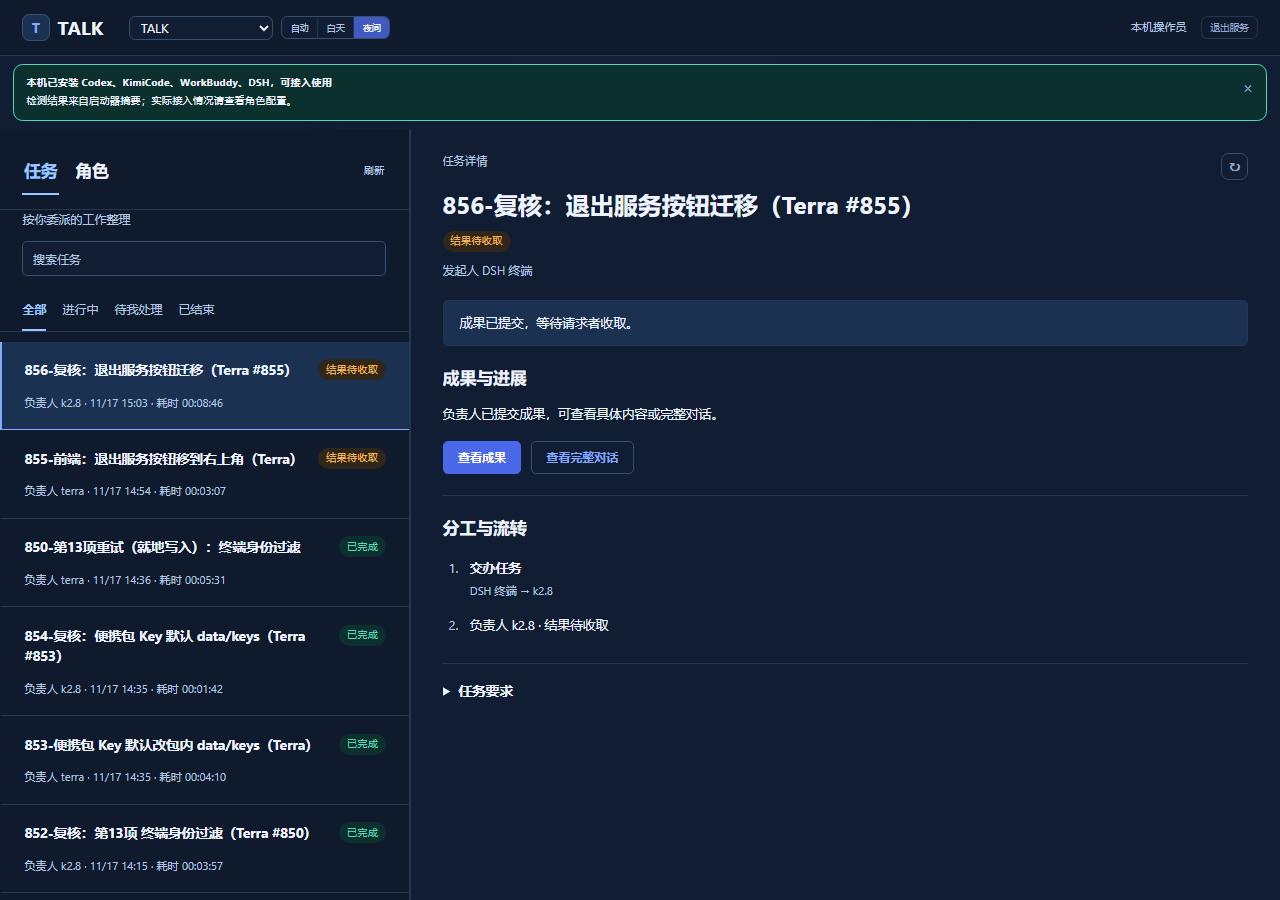 T TALK TALK 自动 白天 夜间 本机操作员 退出服务
本机已安装 Codex、KimiCode、WorkBuddy、DSH，可接入使用
检测结果来自启动器摘要；实际接入情况请查看角色配置。
×
任务 角色 刷新
按你委派的工作整理
搜索任务
全部 进行中 待我处理 已结束
856-复核：退出服务按钮迁移（Terra #855） 结果待收取
负责人 k2.8 · 11/17 15:03 · 耗时 00:08:46
855-前端：退出服务按钮移到右上角（Terra） 结果待收取
负责人 terra · 11/17 14:54 · 耗时 00:03:07
850-第13项重试（就地写入）：终端身份过滤 已完成
负责人 terra · 11/17 14:36 · 耗时 00:05:31
854-复核：便携包 Key 默认 data/keys（Terra 已完成
#853）
负责人 k2.8 · 11/17 14:35 · 耗时 00:01:42
853-便携包 Key 默认改包内 data/keys（Terra） 已完成
负责人 terra · 11/17 14:35 · 耗时 00:04:10
852-复核：第13项 终端身份过滤（Terra #850） 已完成
负责人 k2.8 · 11/17 14:15 · 耗时 00:03:57
任务详情
↻
856-复核：退出服务按钮迁移（Terra #855）
结果待收取
发起人 DSH 终端
成果已提交，等待请求者收取。
成果与进展
负责人已提交成果，可查看具体内容或完整对话。
查看成果 查看完整对话
分工与流转
1. 交办任务
DSH 终端 → k2.8
2. 负责人 k2.8 · 结果待收取
▶ 任务要求